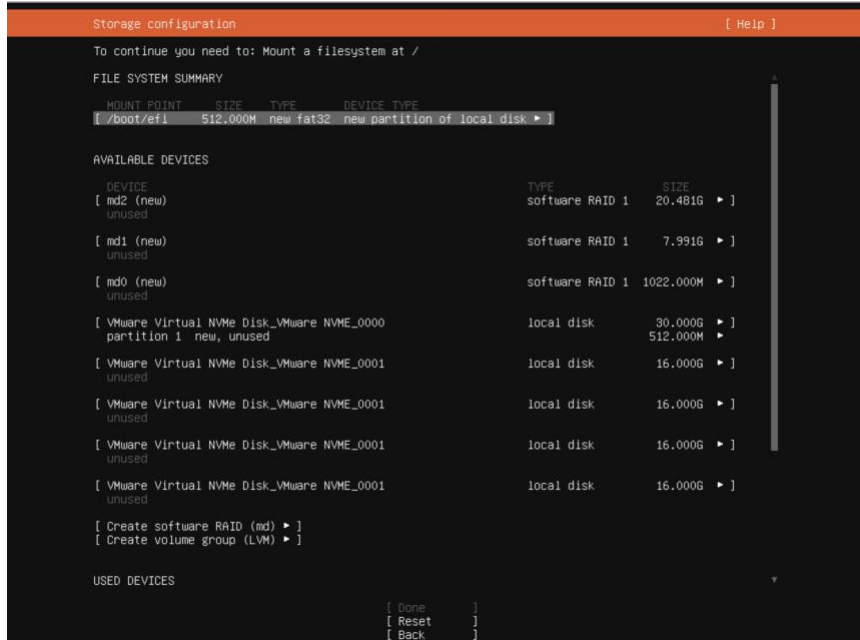 Storage configuration [ Help ]
To continue you need to: Mount a filesystem at /
FILE SYSTEM SUMMARY
MOUNT POINT SIZE TYPE DEVICE TYPE
[ /boot/efi 512.000M new fat32 new partition of local disk ▸ ]
AVAILABLE DEVICES
DEVICE TYPE SIZE
[ md2 (new) software RAID 1 20.481G ▸ ]
unused
[ md1 (new) software RAID 1 7.991G ▸ ]
unused
[ md0 (new) software RAID 1 1022.000M ▸ ]
unused
[ VMware Virtual NVMe Disk_VMware NVME_0000 local disk 30.000G ▸ ]
partition 1 new, unused 512.000M ▸
[ VMware Virtual NVMe Disk_VMware NVME_0001 local disk 16.000G ▸ ]
unused
[ VMware Virtual NVMe Disk_VMware NVME_0001 local disk 16.000G ▸ ]
unused
[ VMware Virtual NVMe Disk_VMware NVME_0001 local disk 16.000G ▸ ]
unused
[ VMware Virtual NVMe Disk_VMware NVME_0001 local disk 16.000G ▸ ]
unused
[ Create software RAID (md) ▸ ]
[ Create volume group (LVM) ▸ ]
USED DEVICES
[ Done ]
[ Reset ]
[ Back ]